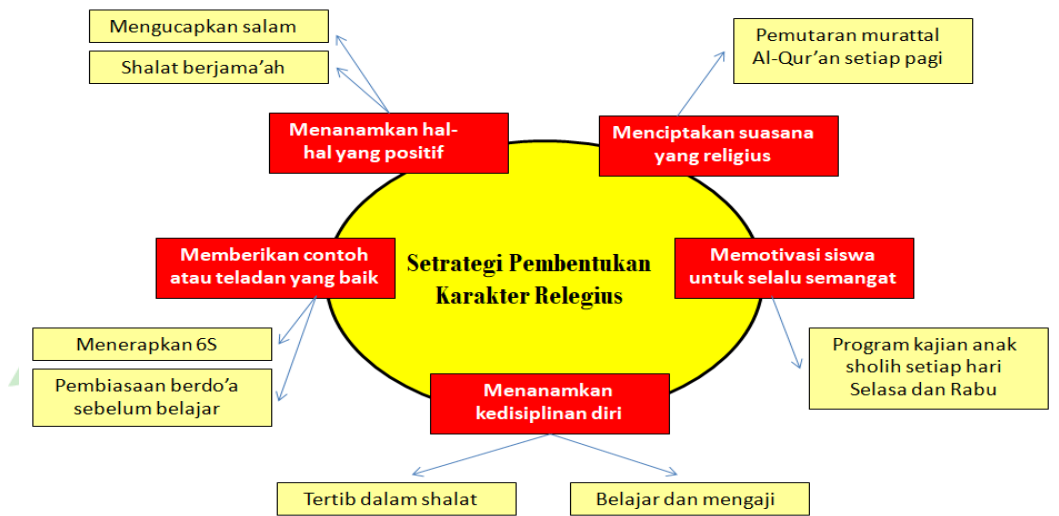 Mengucapkan salam
Shalat berjama’ah
Menanamkan hal-
hal yang positif
Pemutaran murattal
Al-Qur’an setiap pagi
Menciptakan suasana
yang religius
Memberikan contoh
atau teladan yang baik
Setrategi Pembentukan
Karakter Relegius
Memotivasi siswa
untuk selalu semangat
Menerapkan 6S
Pembiasaan berdo’a
sebelum belajar
Menanamkan
kedisiplinan diri
Program kajian anak
sholih setiap hari
Selasa dan Rabu
Tertib dalam shalat
Belajar dan mengaji